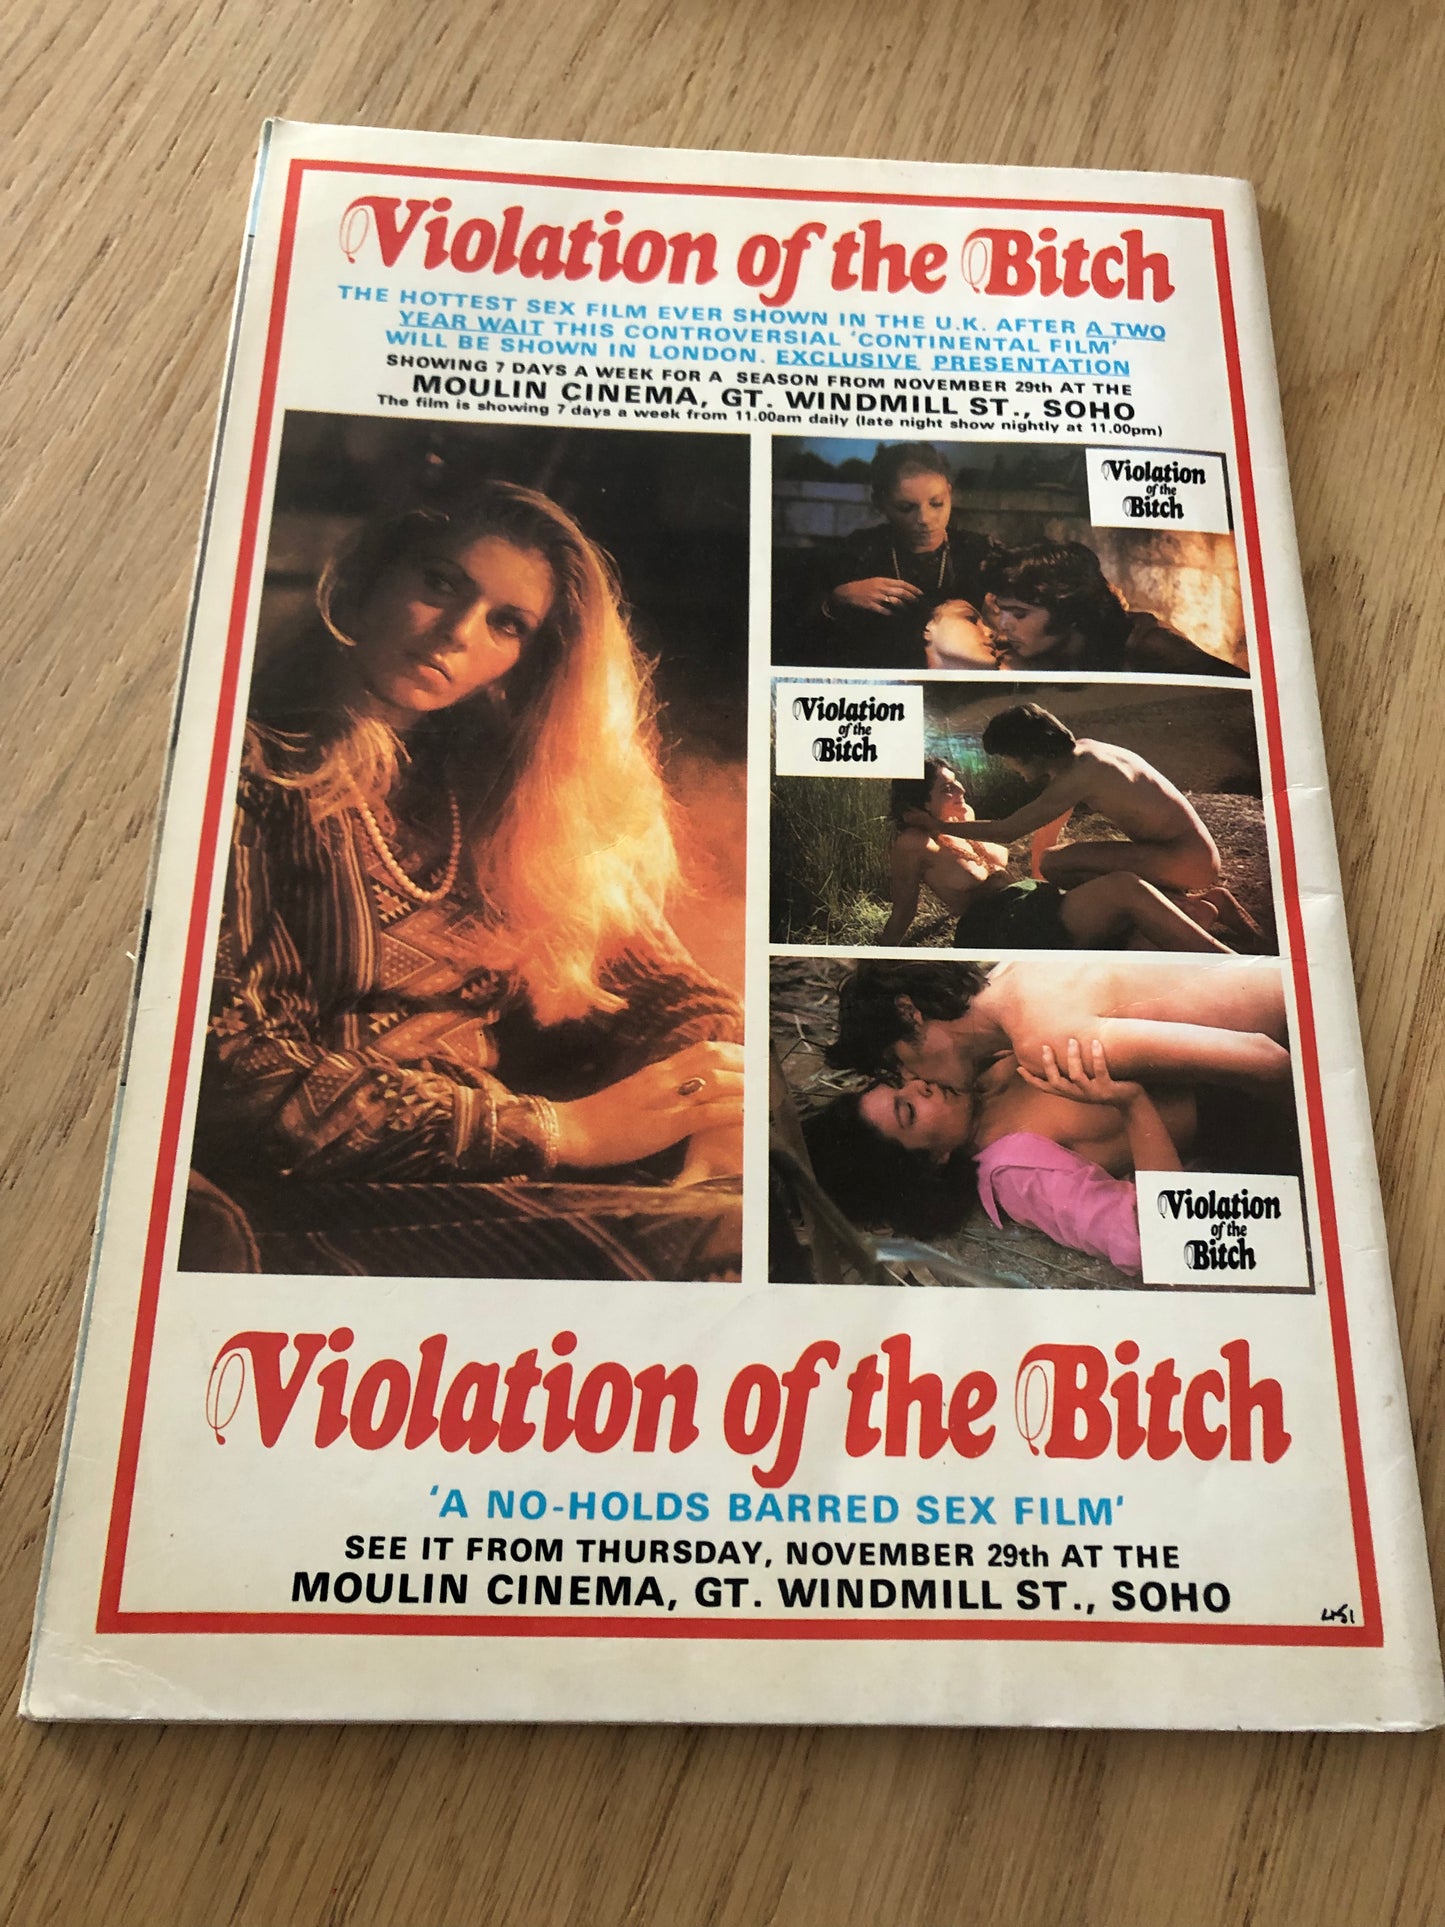 Violation of the Bitch
THE HOTTEST SEX FILM EVER SHOWN IN THE U.K. AFTER A TWO
YEAR WAIT THIS CONTROVERSIAL 'CONTINENTAL FILM'
WILL BE SHOWN IN LONDON. EXCLUSIVE PRESENTATION
SHOWING 7 DAYS A WEEK FOR A SEASON FROM NOVEMBER 29th AT THE
MOULIN CINEMA, GT. WINDMILL ST., SOHO
The film is showing 7 days a week from 11.00am daily (late night show nightly at 11.00pm)
Violation
of the
Bitch
Violation
of the
Bitch
Violation
of the
Bitch
Violation of the Bitch
'A NO-HOLDS BARRED SEX FILM'
SEE IT FROM THURSDAY, NOVEMBER 29th AT THE
MOULIN CINEMA, GT. WINDMILL ST., SOHO